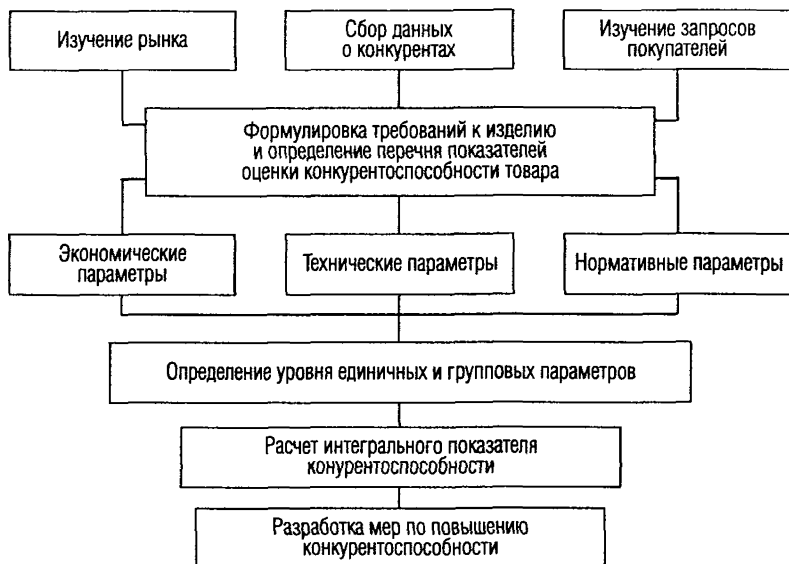 Изучение рынка
Сбор данных
о конкурентах
Изучение запросов
покупателей
Формулировка требований к изделию
и определение перечня показателей
оценки конкурентоспособности товара
Экономические
параметры
Технические параметры
Нормативные параметры
Определение уровня единичных и групповых параметров
Расчет интегрального показателя
конурентоспособности
Разработка мер по повышению
конкурентоспособности